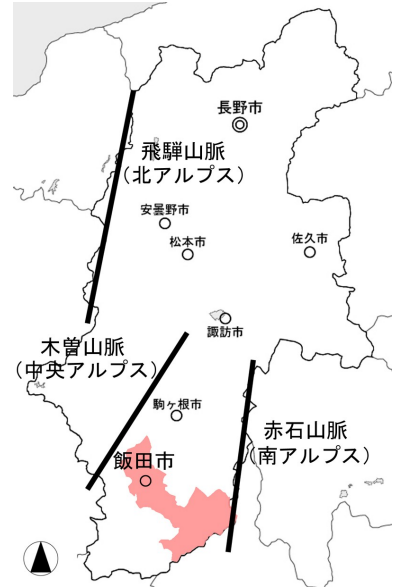 長野市
飛騨山脈
(北アルプス)
安曇野市
松本市
佐久市
諏訪市
木曽山脈
(中央アルプス)
駒ヶ根市
赤石山脈
(南アルプス)
飯田市